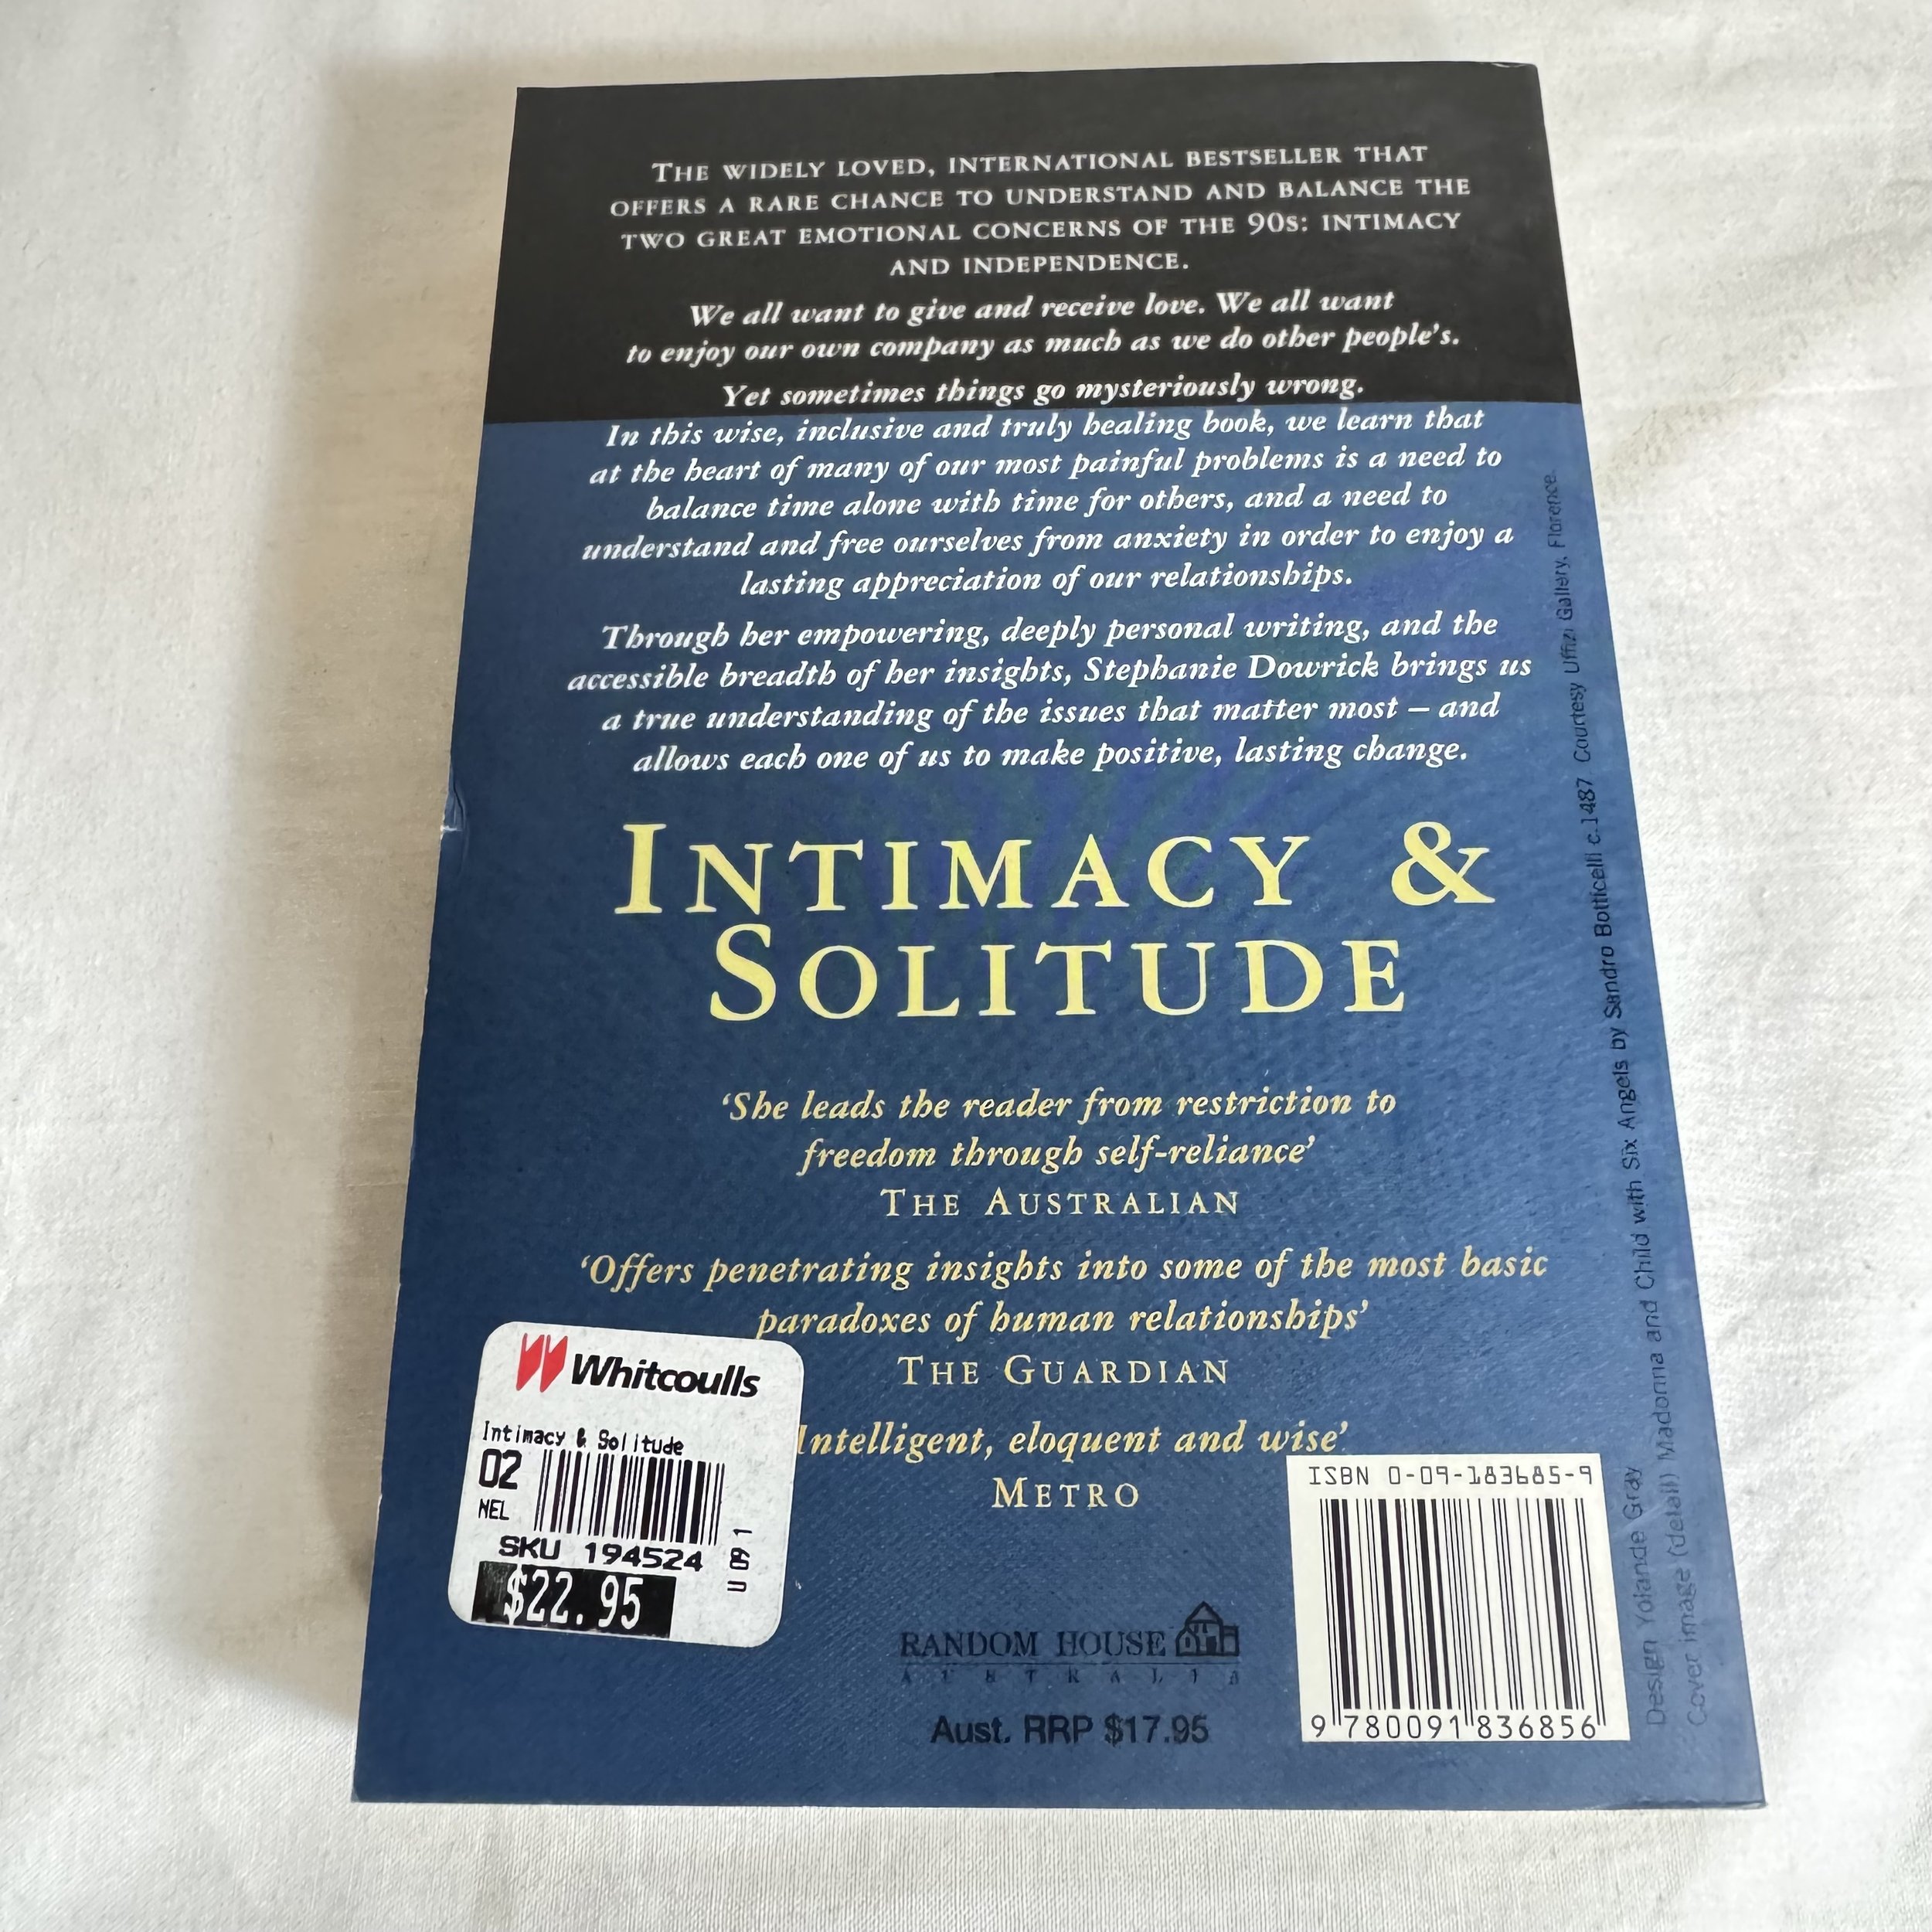 THE WIDELY LOVED, INTERNATIONAL BESTSELLER THAT
OFFERS A RARE CHANCE TO UNDERSTAND AND BALANCE THE
TWO GREAT EMOTIONAL CONCERNS OF THE 90S: INTIMACY
AND INDEPENDENCE.
We all want to give and receive love. We all want
to enjoy our own company as much as we do other people's.
Yet sometimes things go mysteriously wrong.
In this wise, inclusive and truly healing book, we learn that
at the heart of many of our most painful problems is a need to
balance time alone with time for others, and a need to
understand and free ourselves from anxiety in order to enjoy a
lasting appreciation of our relationships.
Through her empowering, deeply personal writing, and the
accessible breadth of her insights, Stephanie Dowrick brings us
a true understanding of the issues that matter most – and
allows each one of us to make positive, lasting change.
INTIMACY &
SOLITUDE
'She leads the reader from restriction to
freedom through self-reliance'
THE AUSTRALIAN
'Offers penetrating insights into some of the most basic
paradoxes of human relationships'
THE GUARDIAN
Intelligent, eloquent and wise'
METRO
Whitcoulls
Intimacy & Solitude
02
NEL
SKU 194524
$22.95
U 09 1
RANDOM HOUSE
AUSTRALIA
Aust. RRP $17.95
ISBN 0-09-183685-9
9 780091 836856
Design Yolande Gray
Cover image (detail) Madonna and Child with Six Angels by Sandro Botticelli c.1487 Courtesy Uffizi Gallery, Florence.